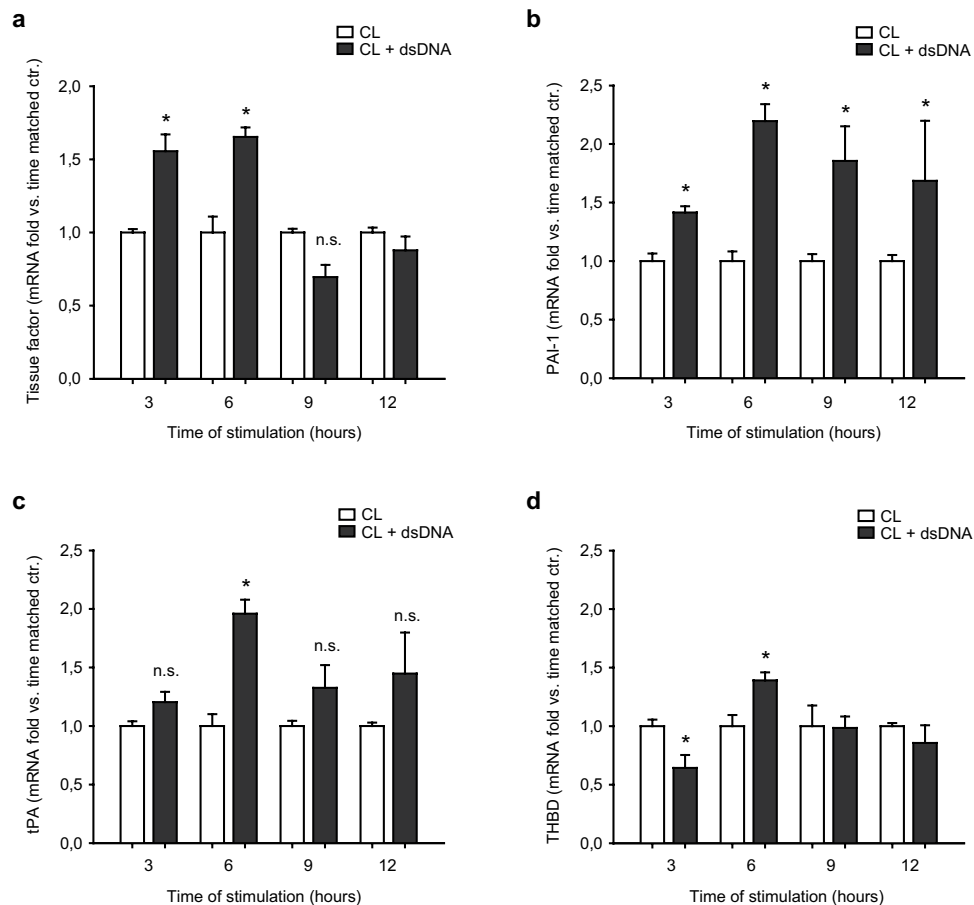 a
CL
CL + dsDNA
Tissue factor (mRNA fold vs. time matched ctr.)
2,0
1,5
1,0
0,5
0,0
* * n.s.
3 6 9 12
Time of stimulation (hours)
b
CL
CL + dsDNA
PAI-1 (mRNA fold vs. time matched ctr.)
2,5
2,0
1,5
1,0
0,5
0,0
* * * *
3 6 9 12
Time of stimulation (hours)
c
CL
CL + dsDNA
tPA (mRNA fold vs. time matched ctr.)
2,5
2,0
1,5
1,0
0,5
0,0
n.s. * n.s. n.s.
3 6 9 12
Time of stimulation (hours)
d
CL
CL + dsDNA
THBD (mRNA fold vs. time matched ctr.)
2,5
2,0
1,5
1,0
0,5
0,0
* *
3 6 9 12
Time of stimulation (hours)